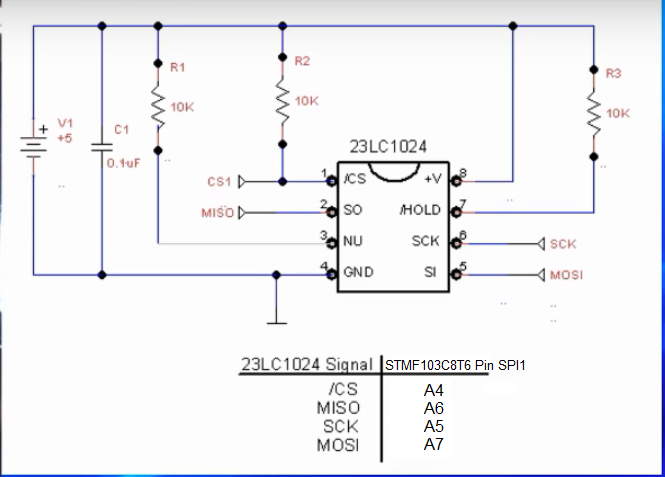 R1
R2
R3
10K
10K
10K
V1
+5
C1
0.1uF
23LC1024
CS1
MISO
1
2
3
4
/CS
SO
NU
GND
+V
/HOLD
SCK
SI
8
7
6
5
SCK
MOSI
23LC1024 Signal STMF103C8T6 Pin SPI1
/CS A4
MISO A6
SCK A5
MOSI A7